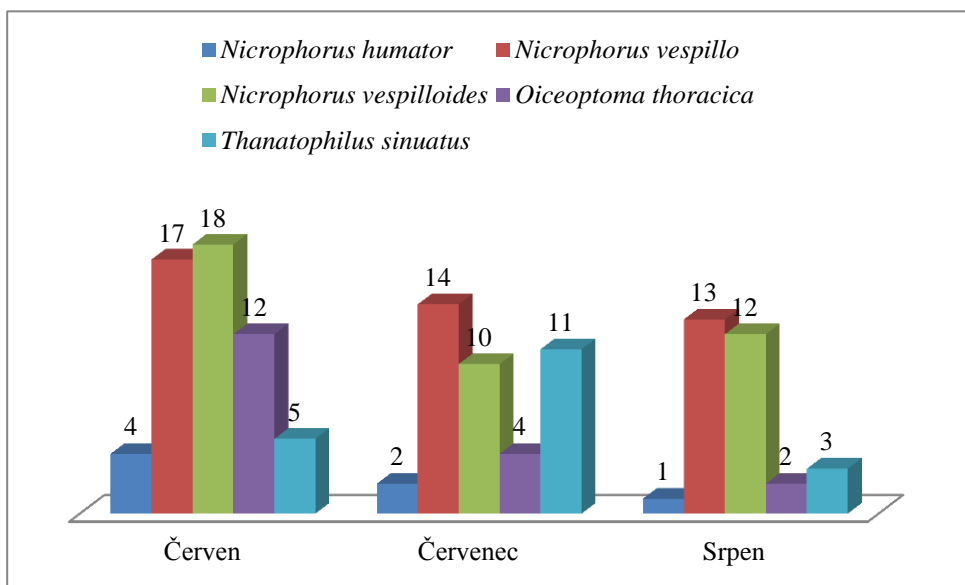 Nicrophorus humator Nicrophorus vespillo
Nicrophorus vespilloides Oiceoptoma thoracica
Thanatophilus sinuatus
17 18 12 4 5
14 10 11 2 4
13 12 1 2 3
Červen Červenec Srpen